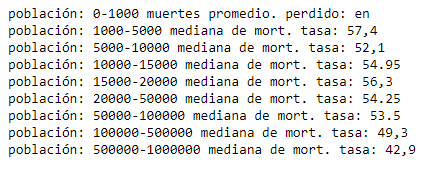 población: 0-1000 muertes promedio. perdido: en
población: 1000-5000 mediana de mort. tasa: 57,4
población: 5000-10000 mediana de mort. tasa: 52,1
población: 10000-15000 mediana de mort. tasa: 54.95
población: 15000-20000 mediana de mort. tasa: 56,3
población: 20000-50000 mediana de mort. tasa: 54.25
población: 50000-100000 mediana de mort. tasa: 53.5
población: 100000-500000 mediana de mort. tasa: 49,3
población: 500000-1000000 mediana de mort. tasa: 42,9